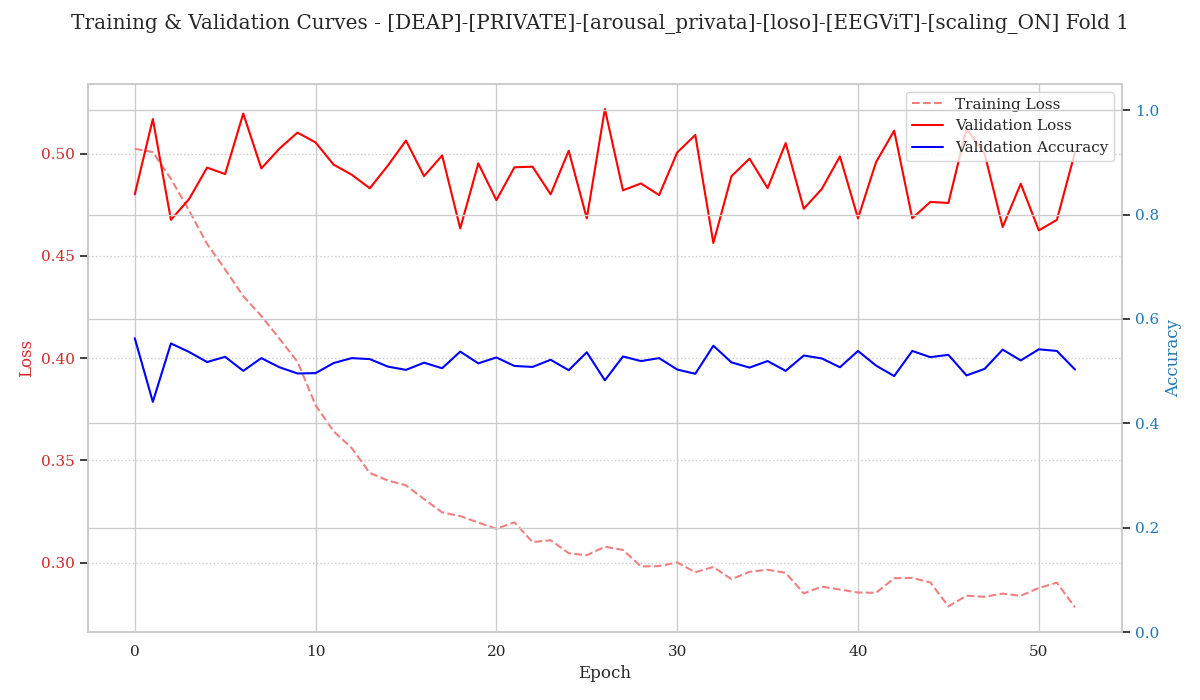 Training & Validation Curves - [DEAP]-[PRIVATE]-[arousal_privata]-[loso]-[EEGViT]-[scaling_ON] Fold 1
Training Loss
Validation Loss
Validation Accuracy
Loss
0.50
0.45
0.40
0.35
0.30
Accuracy
1.0
0.8
0.6
0.4
0.2
0.0
0
10
20
30
40
50
Epoch